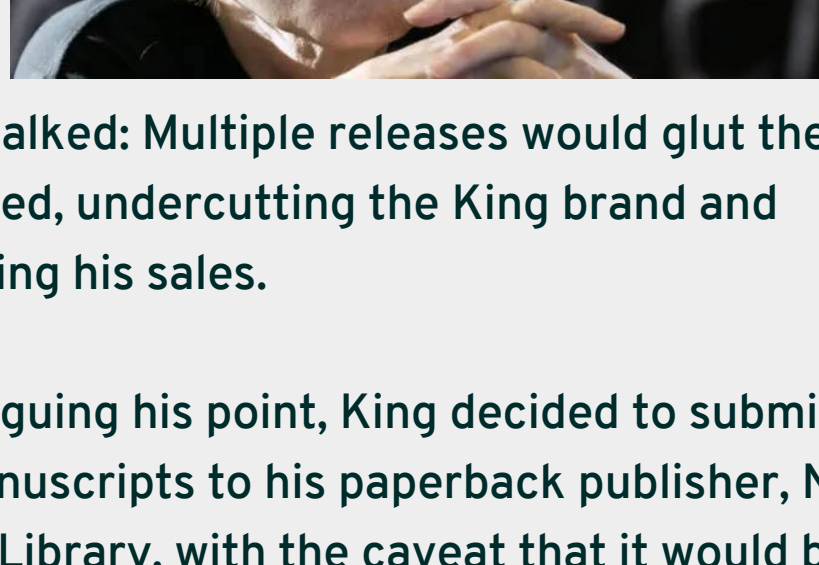 alked: Multiple releases would glut the
ed, undercutting the King brand and
ing his sales.
guing his point, King decided to submi
nuscripts to his paperback publisher, N
Library, with the caveat that it would b